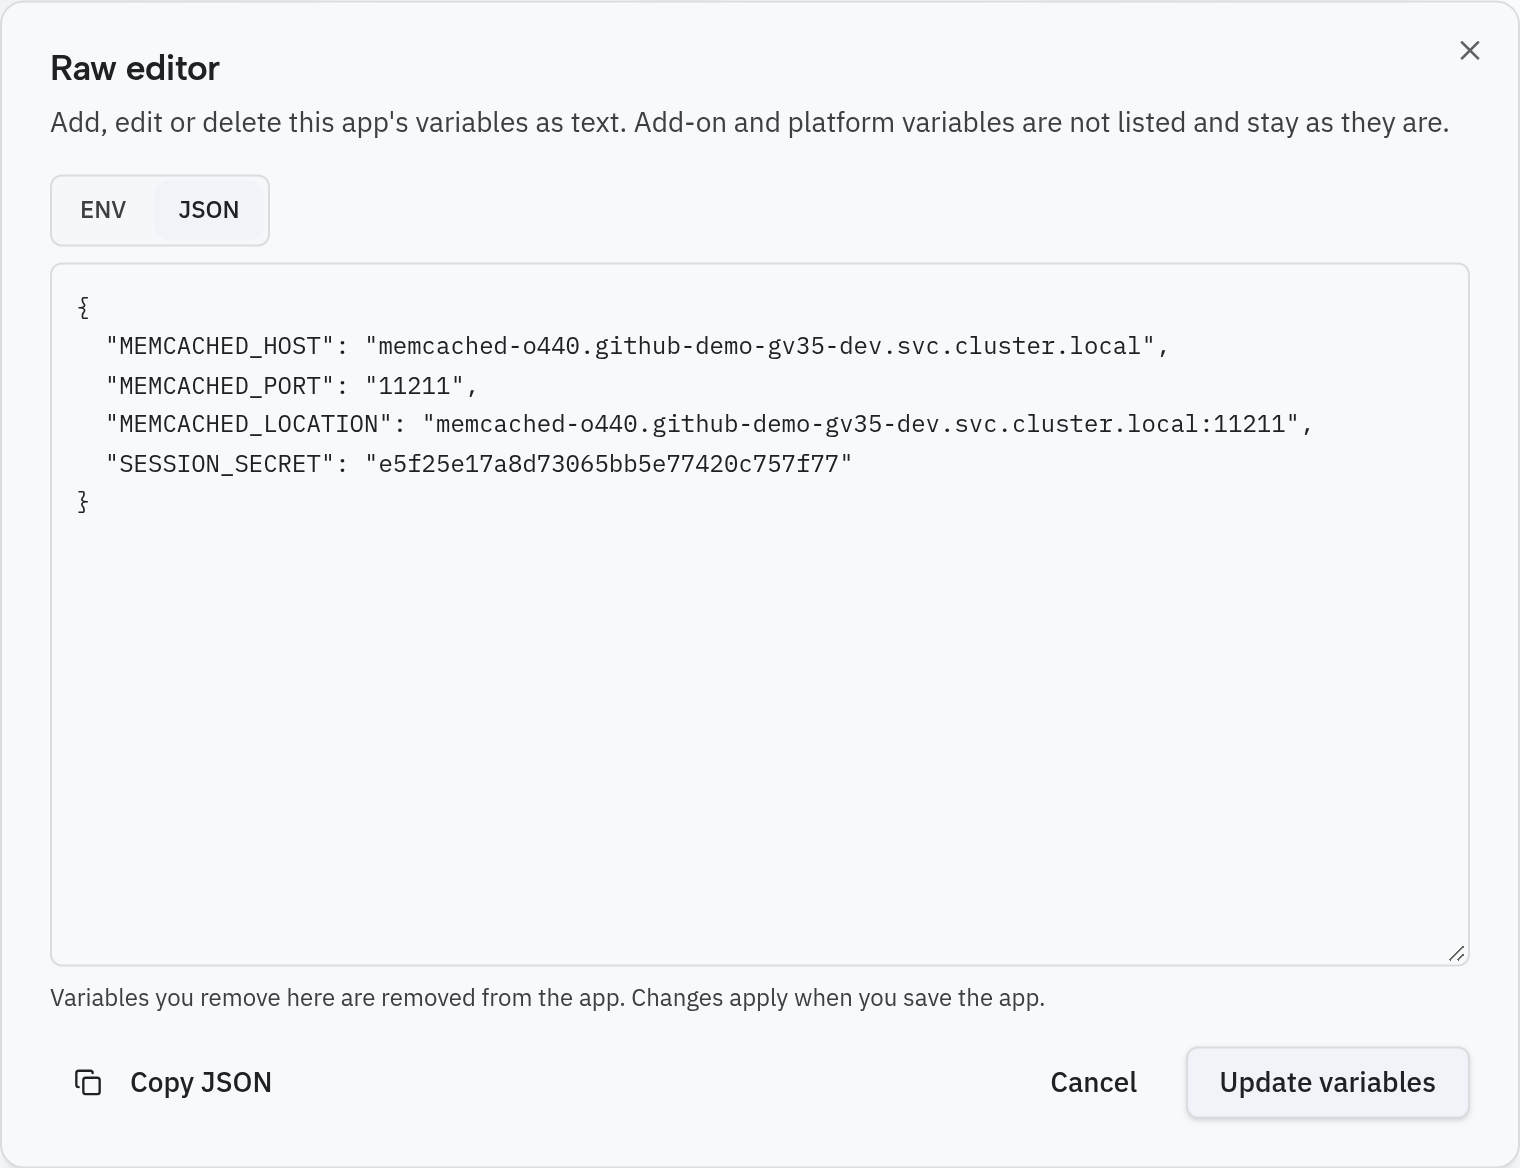 Raw editor
Add, edit or delete this app's variables as text. Add-on and platform variables are not listed and stay as they are.
ENV JSON
{
  "MEMCACHED_HOST": "memcached-o440.github-demo-gv35-dev.svc.cluster.local",
  "MEMCACHED_PORT": "11211",
  "MEMCACHED_LOCATION": "memcached-o440.github-demo-gv35-dev.svc.cluster.local:11211",
  "SESSION_SECRET": "e5f25e17a8d73065bb5e77420c757f77"
}
Variables you remove here are removed from the app. Changes apply when you save the app.
Copy JSON Cancel Update variables